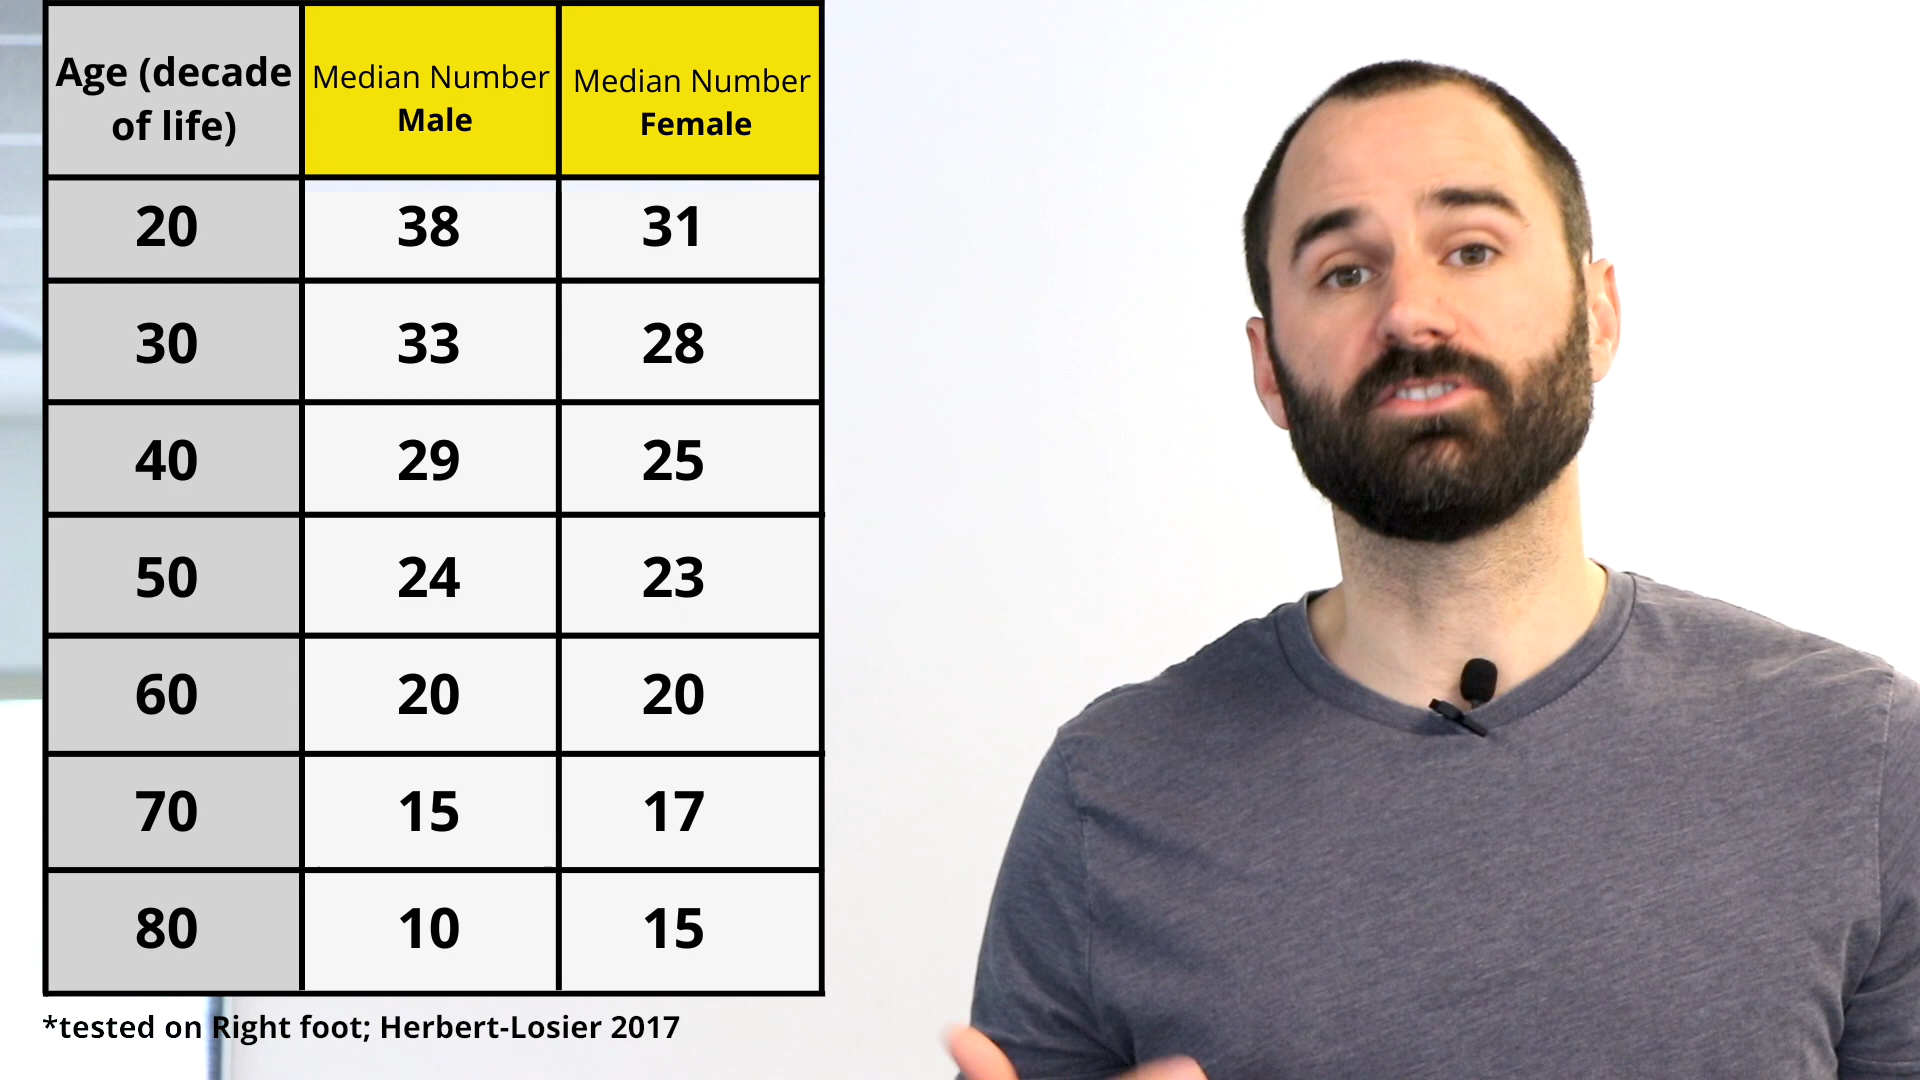 Age (decade
of life)
Median Number
Male
Median Number
Female
20 38 31
30 33 28
40 29 25
50 24 23
60 20 20
70 15 17
80 10 15
*tested on Right foot; Herbert-Losier 2017